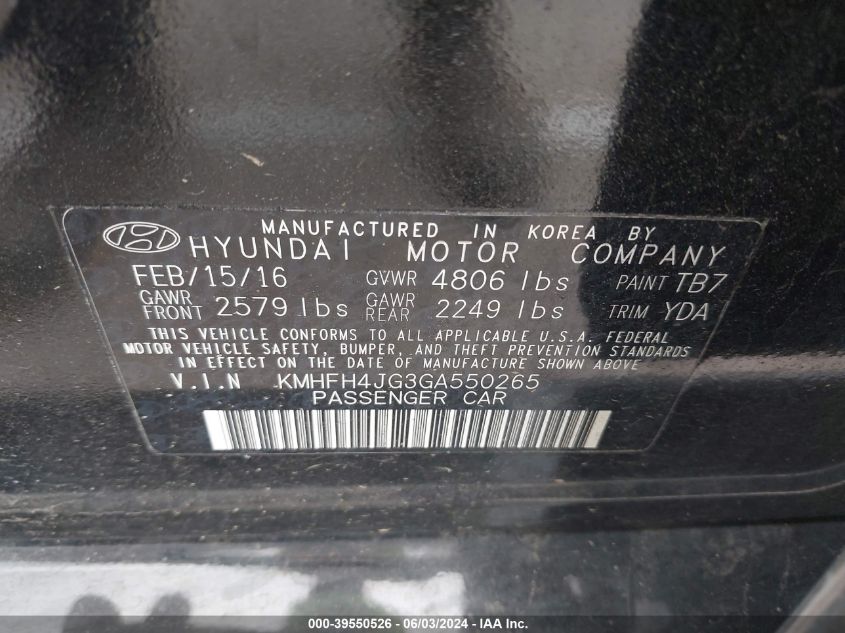 MANUFACTURED IN KOREA BY
HYUNDAI MOTOR COMPANY
FEB/15/16 GVWR 4806 lbs PAINT TB7
GAWR FRONT 2579 lbs GAWR REAR 2249 lbs TRIM YDA
THIS VEHICLE CONFORMS TO ALL APPLICABLE U.S.A. FEDERAL
MOTOR VEHICLE SAFETY, BUMPER, AND THEFT PREVENTION STANDARDS
IN EFFECT ON THE DATE OF MANUFACTURE SHOWN ABOVE.
V.I.N KMHFH4JG3GA550265
PASSENGER CAR
000-39550526 - 06/03/2024 - IAA Inc.